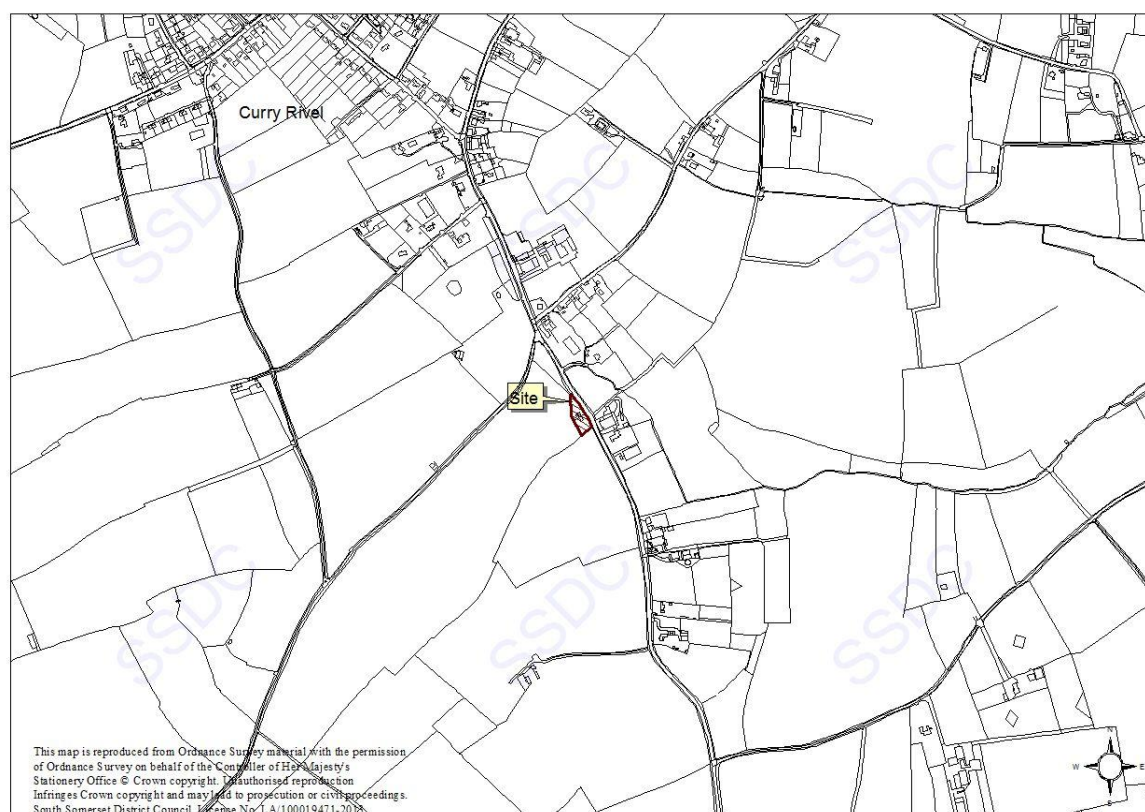 Curry Rivel
SSDC
SSDC
SSDC
Site
SSDC
SSDC
SSDC
This map is reproduced from Ordnance Survey material with the permission
of Ordnance Survey on behalf of the Controller of Her Majesty's
Stationery Office © Crown copyright. Unauthorised reproduction
Infringes Crown copyright and may lead to prosecution or civil proceedings.
South Somerset District Council, License No. LA/100019471-2013
N
W E
S